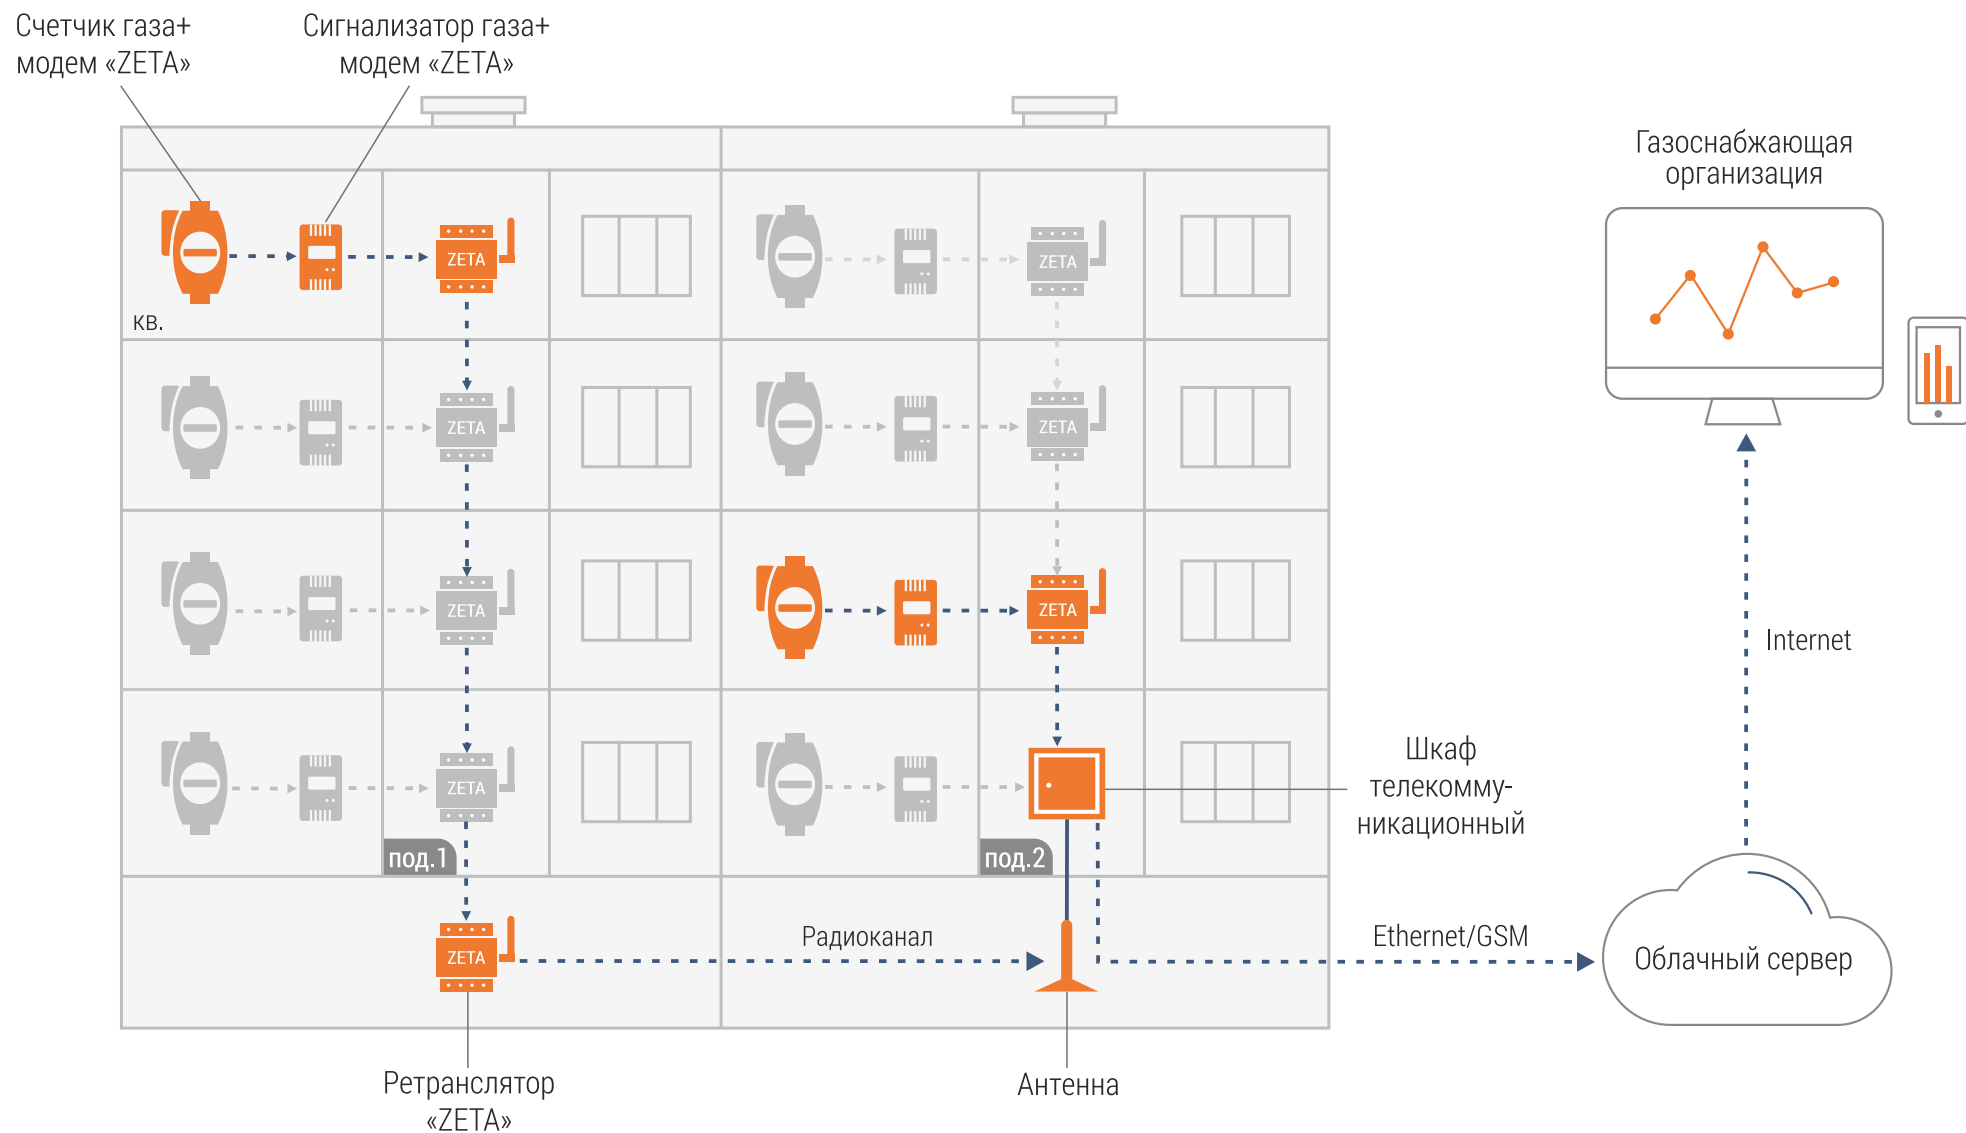 Счетчик газа+
модем «ZETA»
Сигнализатор газа+
модем «ZETA»
Газоснабжающая
организация
ZETA
ZETA
кв.
ZETA
ZETA
ZETA
ZETA
Internet
Шкаф
телекомму-
никационный
ZETA
под.1
под.2
Радиоканал
Ethernet/GSM
ZETA
Облачный сервер
Ретранслятор
«ZETA»
Антенна